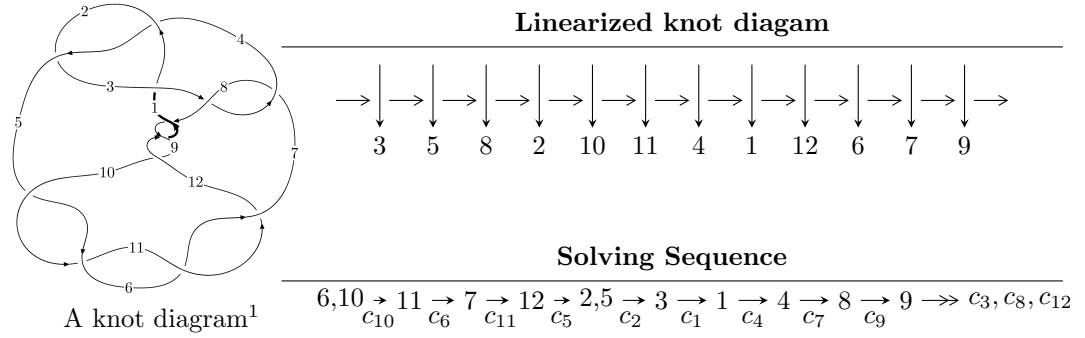 2
4
3
8
1
5
9
7
10
12
11
6
A knot diagram¹
Linearized knot diagam
3 5 8 2 10 11 4 1 12 6 7 9
Solving Sequence
6,10 → 11 → 7 → 12 → 2,5 → 3 → 1 → 4 → 8 → 9 →→ c₃, c₈, c₁₂
c₁₀ c₆ c₁₁ c₅ c₂ c₁ c₄ c₇ c₉